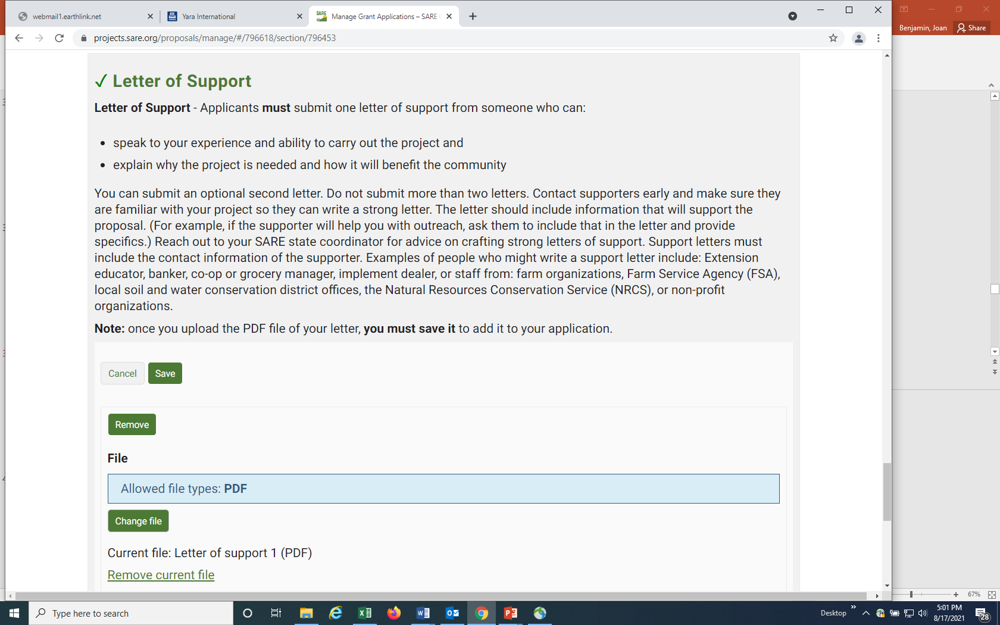 webmail1.earthlink.net
Yara International
SARE
Manage Grant Applications – SARE
Benjamin, Joan
Share
projects.sare.org/proposals/manage/#/796618/section/796453
✓ Letter of Support
Letter of Support - Applicants must submit one letter of support from someone who can:
• speak to your experience and ability to carry out the project and
• explain why the project is needed and how it will benefit the community
You can submit an optional second letter. Do not submit more than two letters. Contact supporters early and make sure they
are familiar with your project so they can write a strong letter. The letter should include information that will support the
proposal. (For example, if the supporter will help you with outreach, ask them to include that in the letter and provide
specifics.) Reach out to your SARE state coordinator for advice on crafting strong letters of support. Support letters must
include the contact information of the supporter. Examples of people who might write a support letter include: Extension
educator, banker, co-op or grocery manager, implement dealer, or staff from: farm organizations, Farm Service Agency (FSA),
local soil and water conservation district offices, the Natural Resources Conservation Service (NRCS), or non-profit
organizations.
Note: once you upload the PDF file of your letter, you must save it to add it to your application.
Cancel
Save
Remove
File
Allowed file types: PDF
Change file
Current file: Letter of support 1 (PDF)
Remove current file
67%
Type here to search
Desktop
5:01 PM
8/17/2021
28